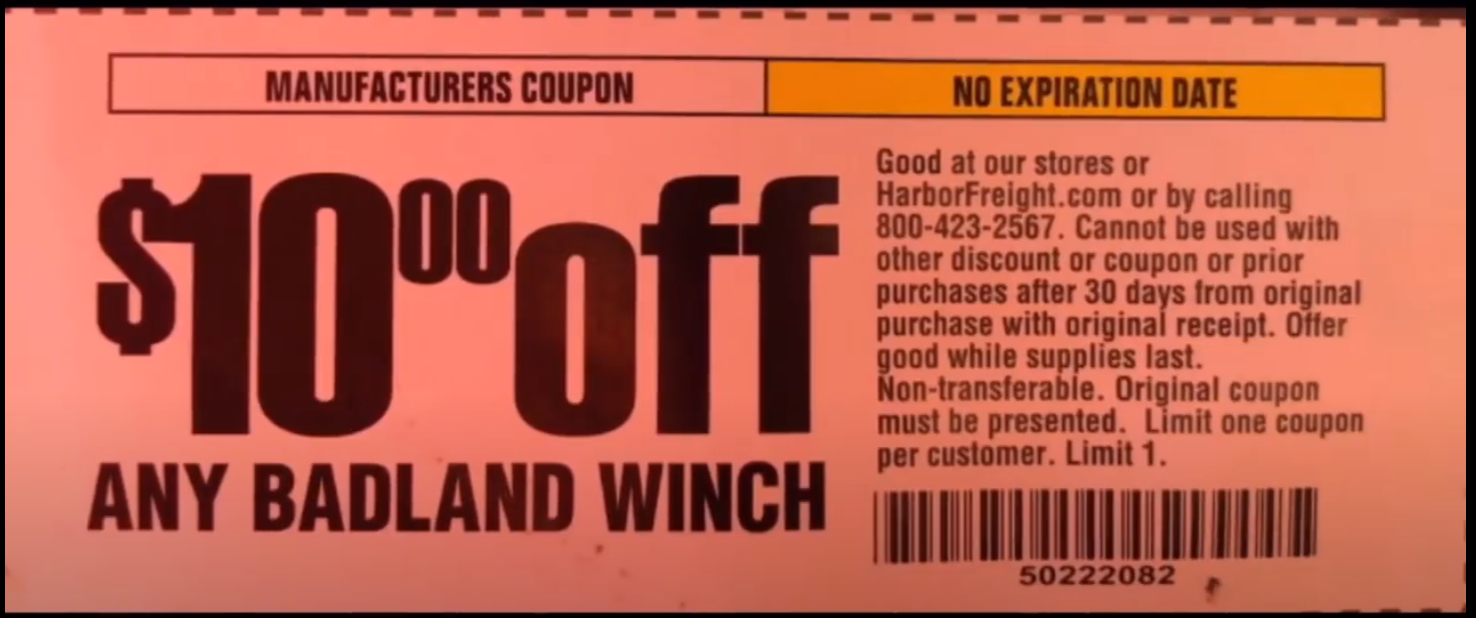 MANUFACTURERS COUPON
NO EXPIRATION DATE
$10.00 off
ANY BADLAND WINCH
Good at our stores or
HarborFreight.com or by calling
800-423-2567. Cannot be used with
other discount or coupon or prior
purchases after 30 days from original
purchase with original receipt. Offer
good while supplies last.
Non-transferable. Original coupon
must be presented. Limit one coupon
per customer. Limit 1.
50222082